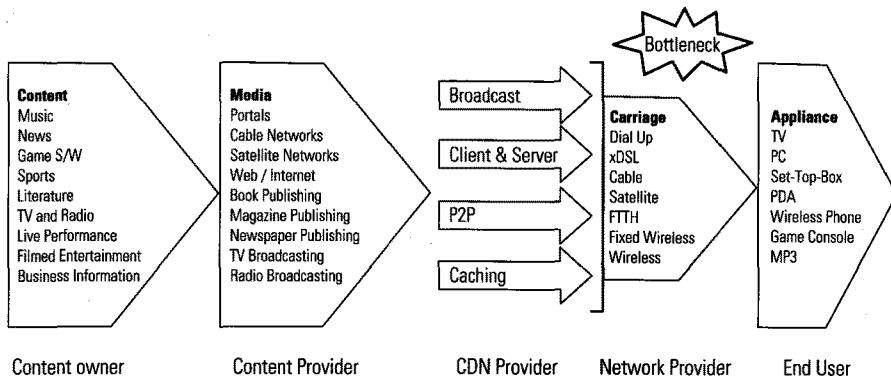 Bottleneck
Content
Music
News
Game S/W
Sports
Literature
TV and Radio
Live Performance
Filmed Entertainment
Business Information
Media
Portals
Cable Networks
Satellite Networks
Web / Internet
Book Publishing
Magazine Publishing
Newspaper Publishing
TV Broadcasting
Radio Broadcasting
Broadcast
Client & Server
P2P
Caching
Carriage
Dial Up
xDSL
Cable
Satellite
FTTH
Fixed Wireless
Wireless
Appliance
TV
PC
Set-Top-Box
PDA
Wireless Phone
Game Console
MP3
Content owner
Content Provider
CDN Provider
Network Provider
End User